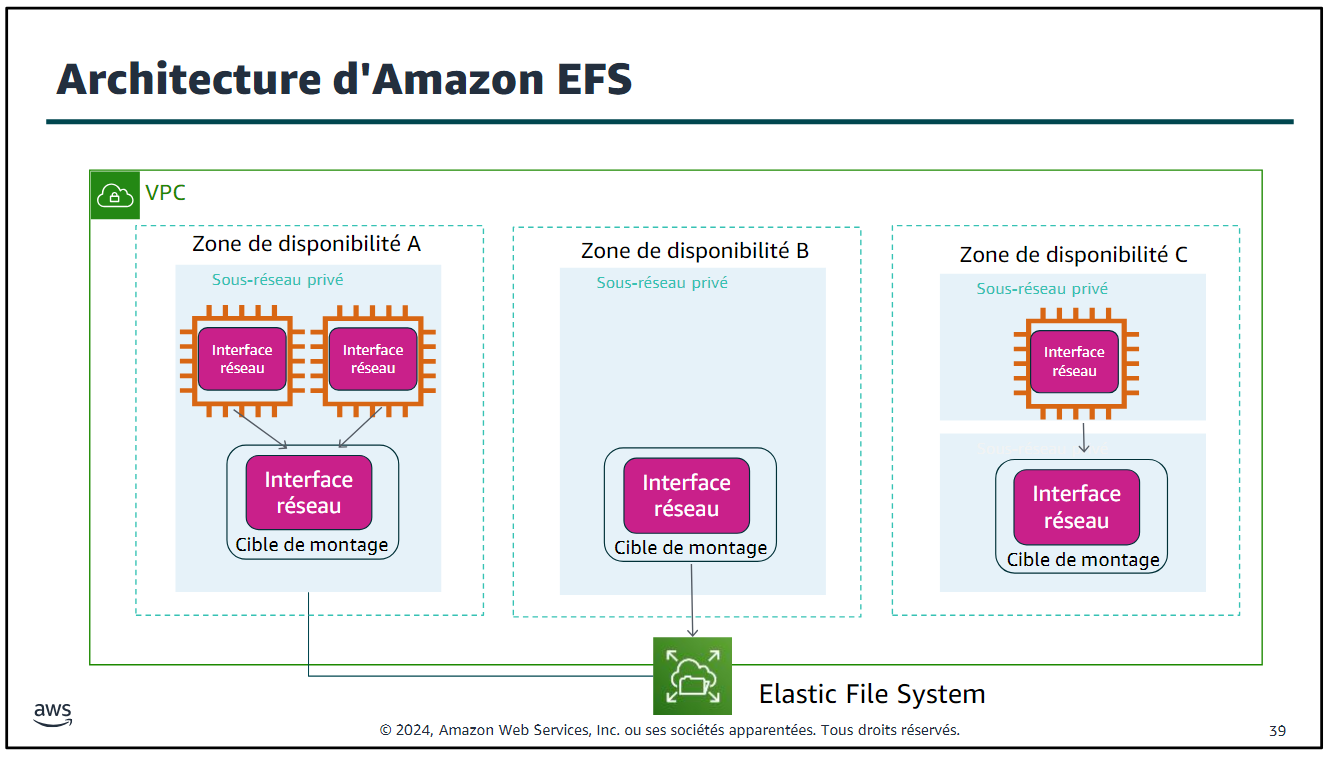 Architecture d'Amazon EFS
VPC
Zone de disponibilité A
Sous-réseau privé
Interface
réseau
Interface
réseau
Interface
réseau
Cible de montage
Zone de disponibilité B
Sous-réseau privé
Interface
réseau
Cible de montage
Zone de disponibilité C
Sous-réseau privé
Interface
réseau
Interface
réseau
Cible de montage
Elastic File System
aws
© 2024, Amazon Web Services, Inc. ou ses sociétés apparentées. Tous droits réservés.
39